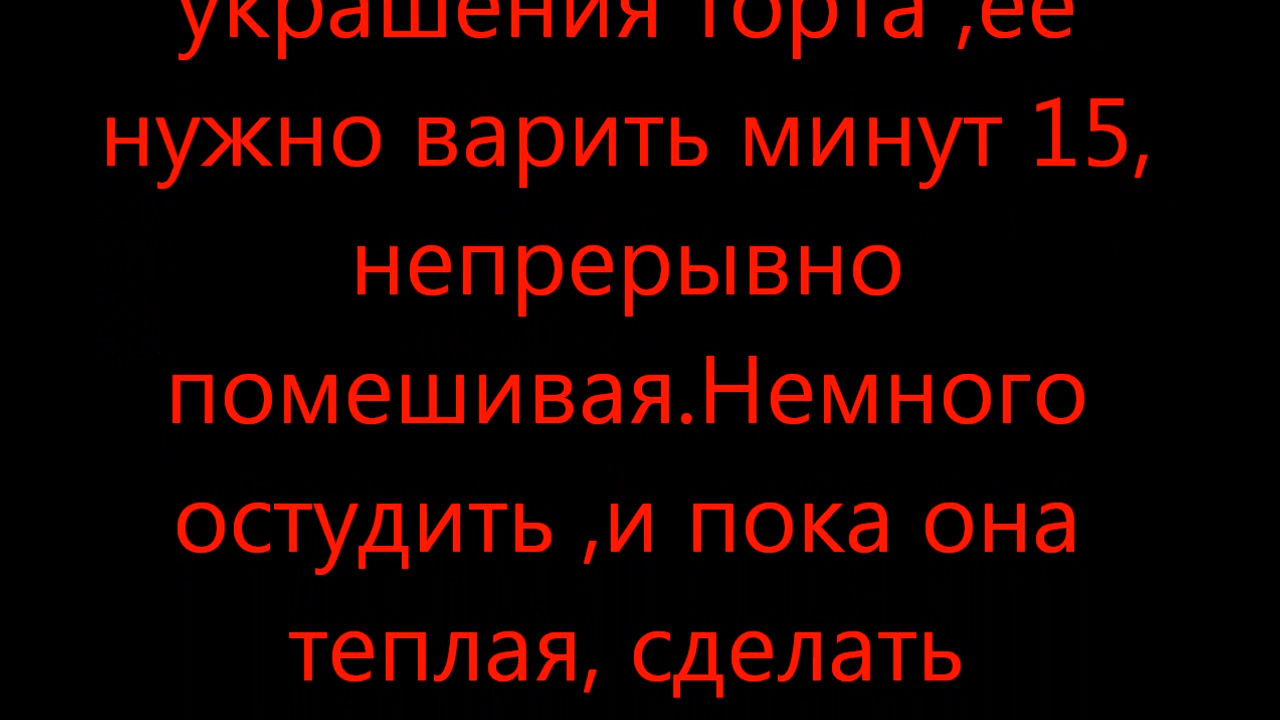 украшения торта ,ее
нужно варить минут 15,
непрерывно
помешивая.Немного
остудить ,и пока она
теплая, сделать